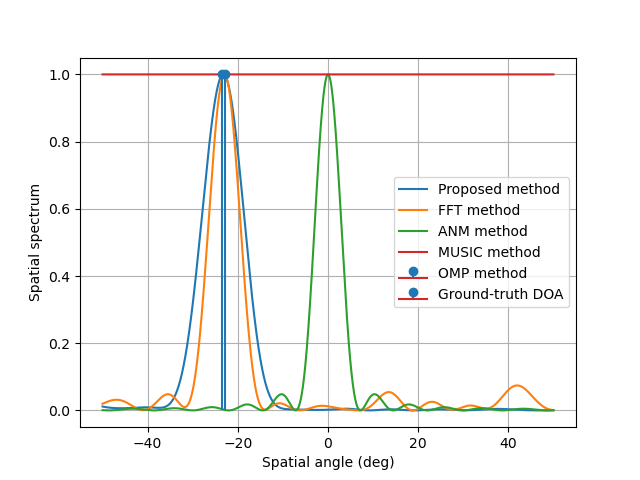 1.0
0.8
0.6
0.4
0.2
0.0
Spatial spectrum
Proposed method
FFT method
ANM method
MUSIC method
OMP method
Ground-truth DOA
−40 −20 0 20 40
Spatial angle (deg)